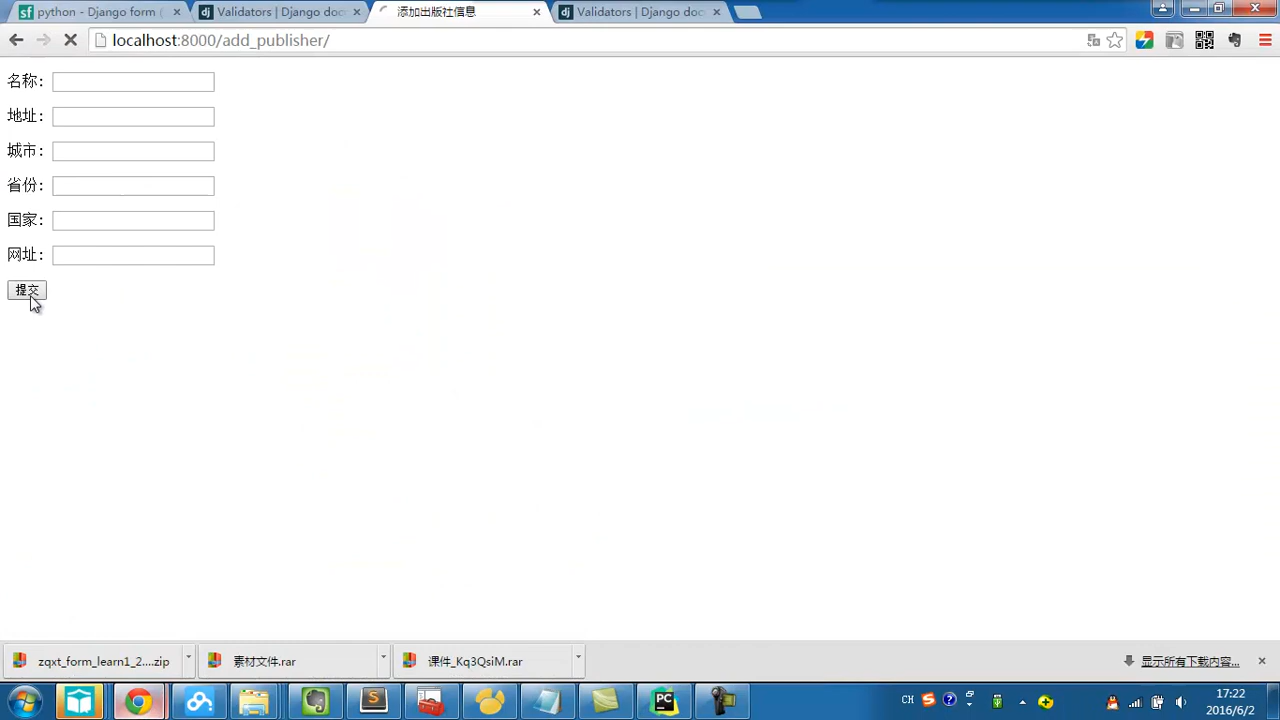 python - Django form (
Validators | Django doc
添加出版社信息
Validators | Django doc
localhost:8000/add_publisher/
名称:
地址:
城市:
省份:
国家:
网址:
提交
zqxt_form_learn1_2....zip
素材文件.rar
课件_Kq3QsiM.rar
显示所有下载内容...
CH
17:22
2016/6/2